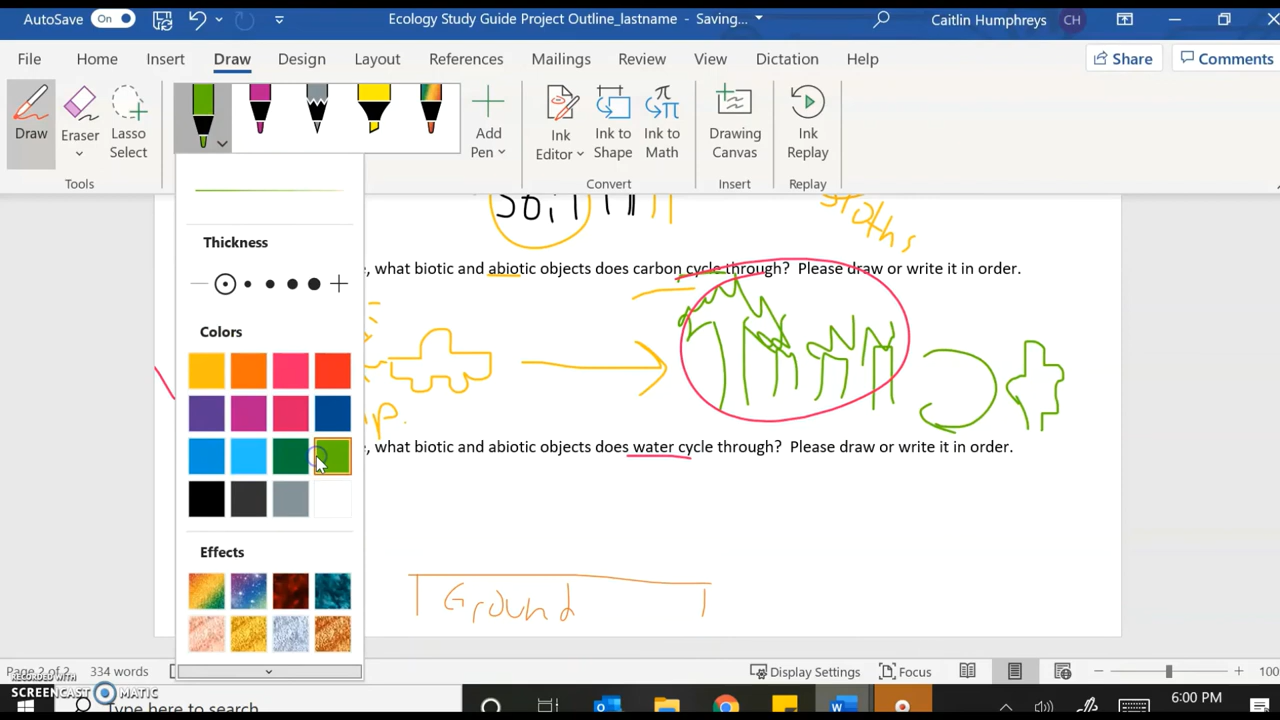 AutoSave On Ecology Study Guide Project Outline_lastname - Saving... Caitlin Humphreys CH
File Home Insert Draw Design Layout References Mailings Review View Dictation Help Share Comments
Draw Eraser Lasso Select Add Pen Ink Editor Ink to Shape Ink to Math Drawing Canvas Ink Replay
Tools Convert Insert Replay
sloths
Thickness
, what biotic and abiotic objects does carbon cycle through? Please draw or write it in order.
Colors
, what biotic and abiotic objects does water cycle through? Please draw or write it in order.
Effects
Ground
Page 2 of 2 334 words Display Settings Focus 100
RECORDED WITH
SCREENCAST MATIC
Type here to search 6:00 PM